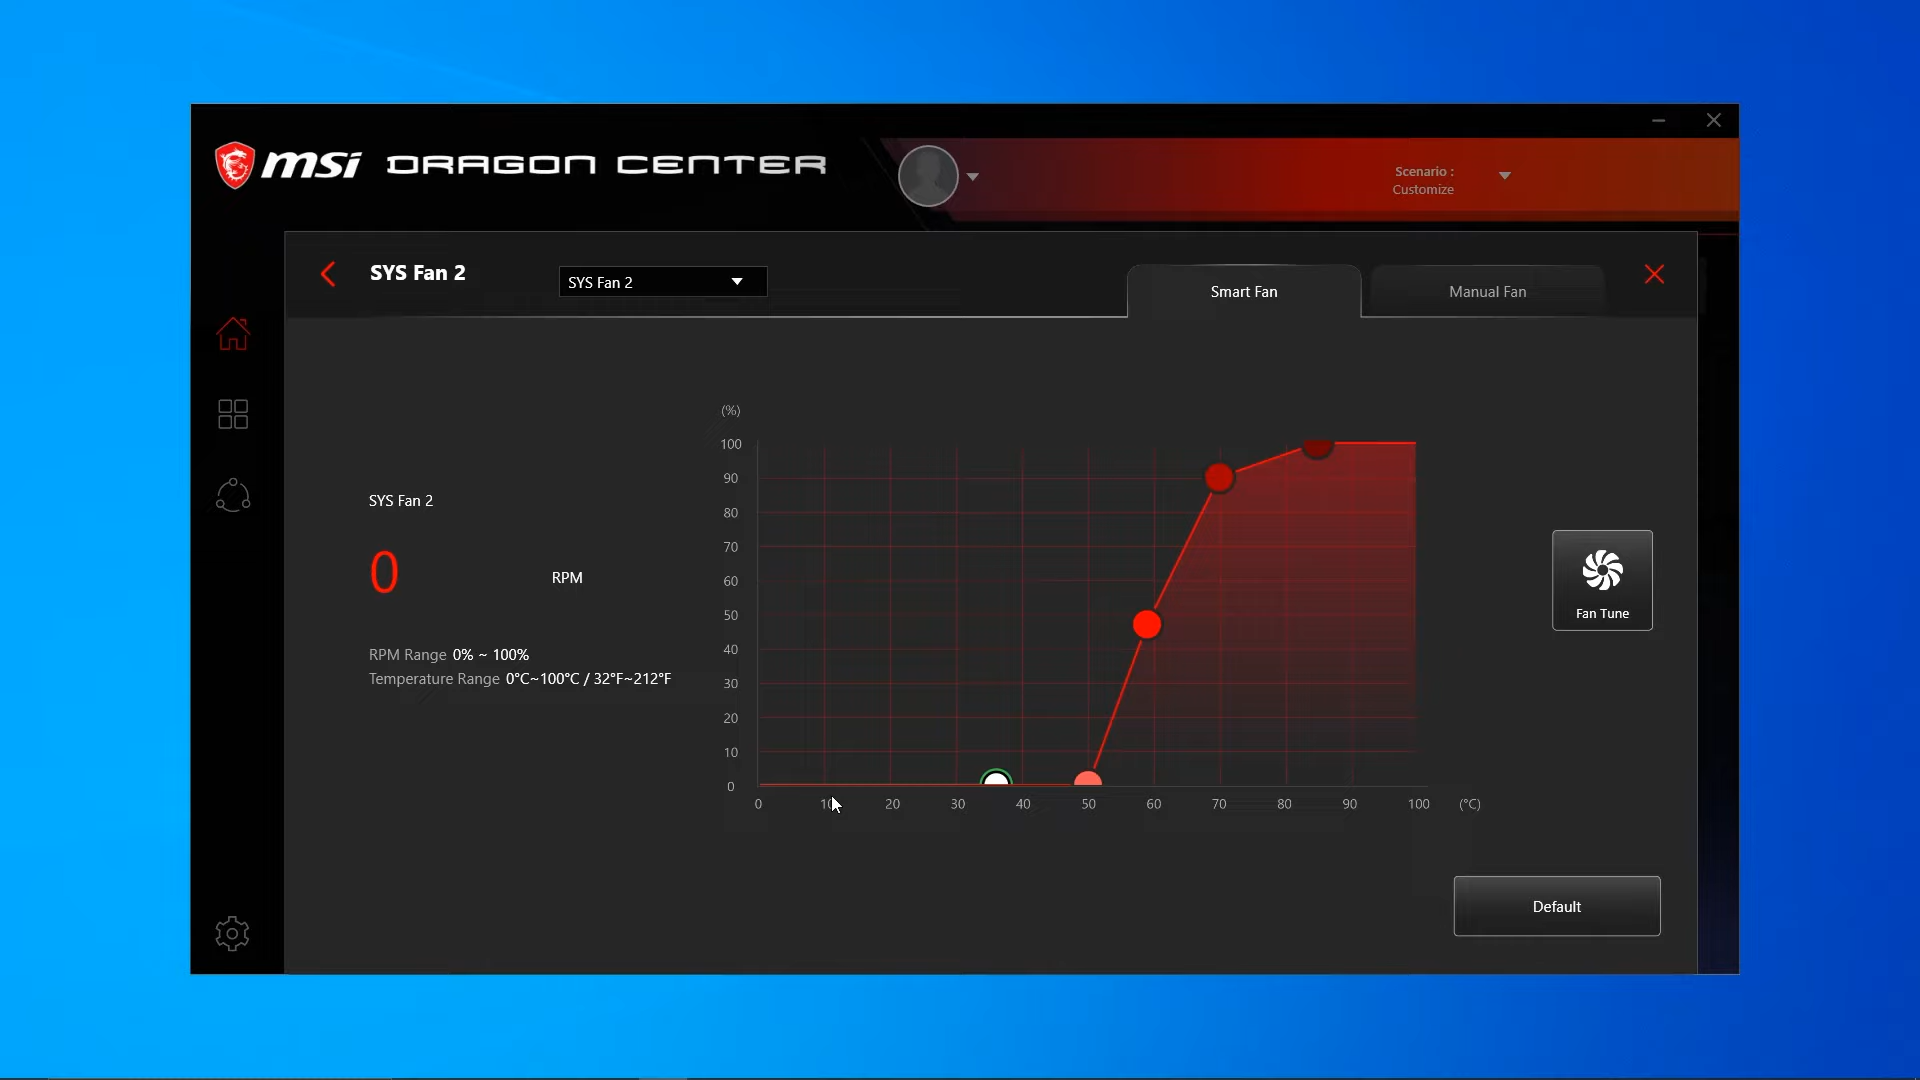 msi DRAGON CENTER
Scenario :
Customize
SYS Fan 2
SYS Fan 2
Smart Fan
Manual Fan
SYS Fan 2
0 RPM
RPM Range 0% ~ 100%
Temperature Range 0°C~100°C / 32°F~212°F
(%)
100
90
80
70
60
50
40
30
20
10
0
0 10 20 30 40 50 60 70 80 90 100 (°C)
Fan Tune
Default